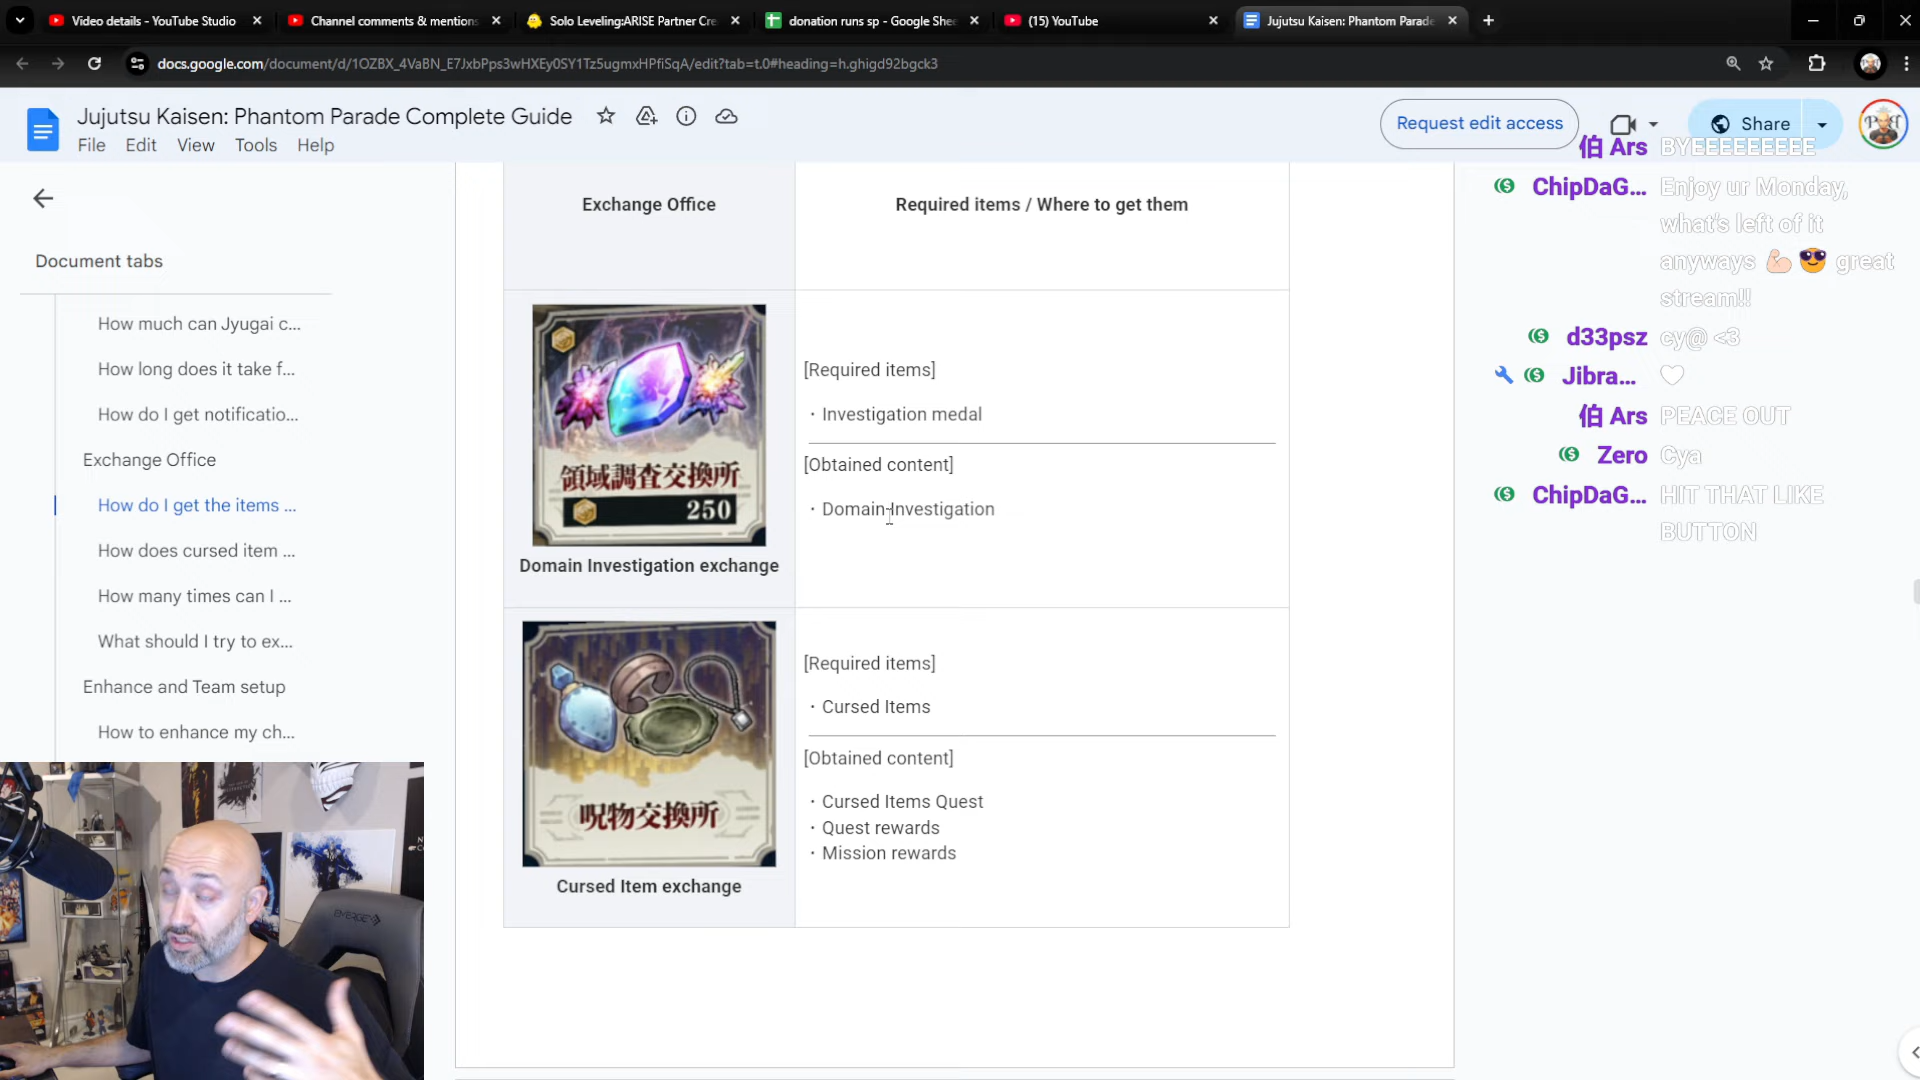 Video details - YouTube Studio
Channel comments & mentions
Solo Leveling:ARISE Partner Cre
donation runs sp - Google She
(15) YouTube
Jujutsu Kaisen: Phantom Parade
docs.google.com/document/d/1OZBX_4VaBN_E7JxbPps3wHXEy0SY1Tz5ugmxHPfiSqA/edit?tab=t.0#heading=h.ghigd92bgck3
Jujutsu Kaisen: Phantom Parade Complete Guide
File Edit View Tools Help
Request edit access
Share
Document tabs
How much can Jyugai c...
How long does it take f...
How do I get notificatio...
Exchange Office
How do I get the items ...
How does cursed item ...
How many times can I ...
What should I try to ex...
Enhance and Team setup
How to enhance my ch...
Exchange Office
Required items / Where to get them
領域調査交換所
250
Domain Investigation exchange
[Required items]
・Investigation medal
[Obtained content]
・Domain Investigation
呪物交換所
Cursed Item exchange
[Required items]
・Cursed Items
[Obtained content]
・Cursed Items Quest
・Quest rewards
・Mission rewards
伯 Ars BYEEEEEEEEE
ChipDaG... Enjoy ur Monday,
what's left of it
anyways 💪🏻 😎 great
stream!!
d33psz cy@ <3
Jibra... ♡
伯 Ars PEACE OUT
Zero Cya
ChipDaG... HIT THAT LIKE
BUTTON